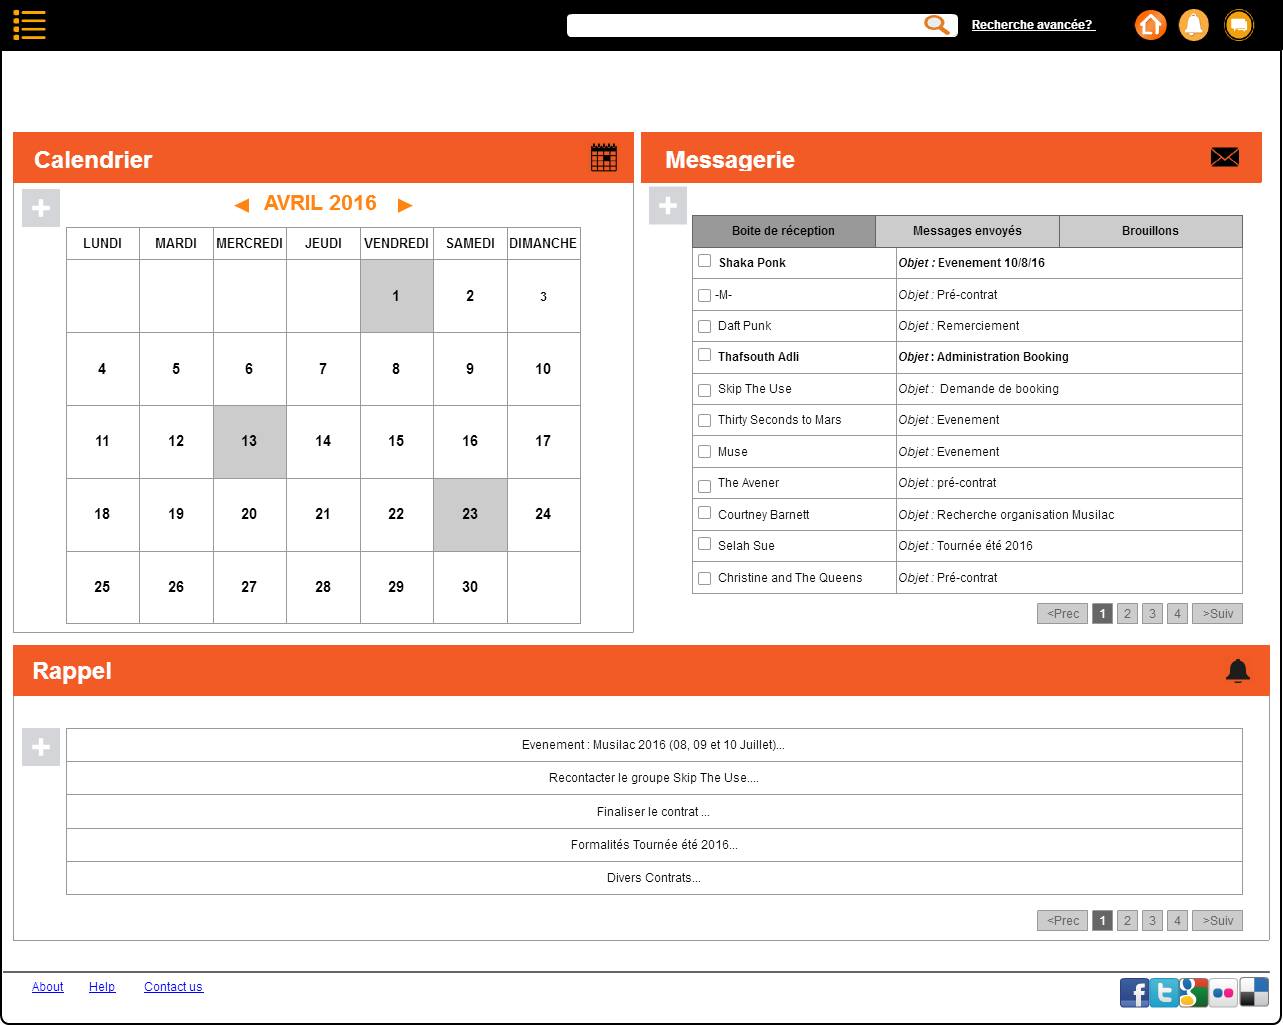 Recherche avancée?
Calendrier
AVRIL 2016
LUNDI MARDI MERCREDI JEUDI VENDREDI SAMEDI DIMANCHE
1 2 3
4 5 6 7 8 9 10
11 12 13 14 15 16 17
18 19 20 21 22 23 24
25 26 27 28 29 30
Messagerie
Boite de réception Messages envoyés Brouillons
Shaka Ponk Objet : Evenement 10/8/16
-M- Objet : Pré-contrat
Daft Punk Objet : Remerciement
Thafsouth Adli Objet : Administration Booking
Skip The Use Objet : Demande de booking
Thirty Seconds to Mars Objet : Evenement
Muse Objet : Evenement
The Avener Objet : pré-contrat
Courtney Barnett Objet : Recherche organisation Musilac
Selah Sue Objet : Tournée été 2016
Christine and The Queens Objet : Pré-contrat
<Prec 1 2 3 4 >Suiv
Rappel
Evenement : Musilac 2016 (08, 09 et 10 Juillet)...
Recontacter le groupe Skip The Use....
Finaliser le contrat ...
Formalités Tournée été 2016...
Divers Contrats...
<Prec 1 2 3 4 >Suiv
About Help Contact us